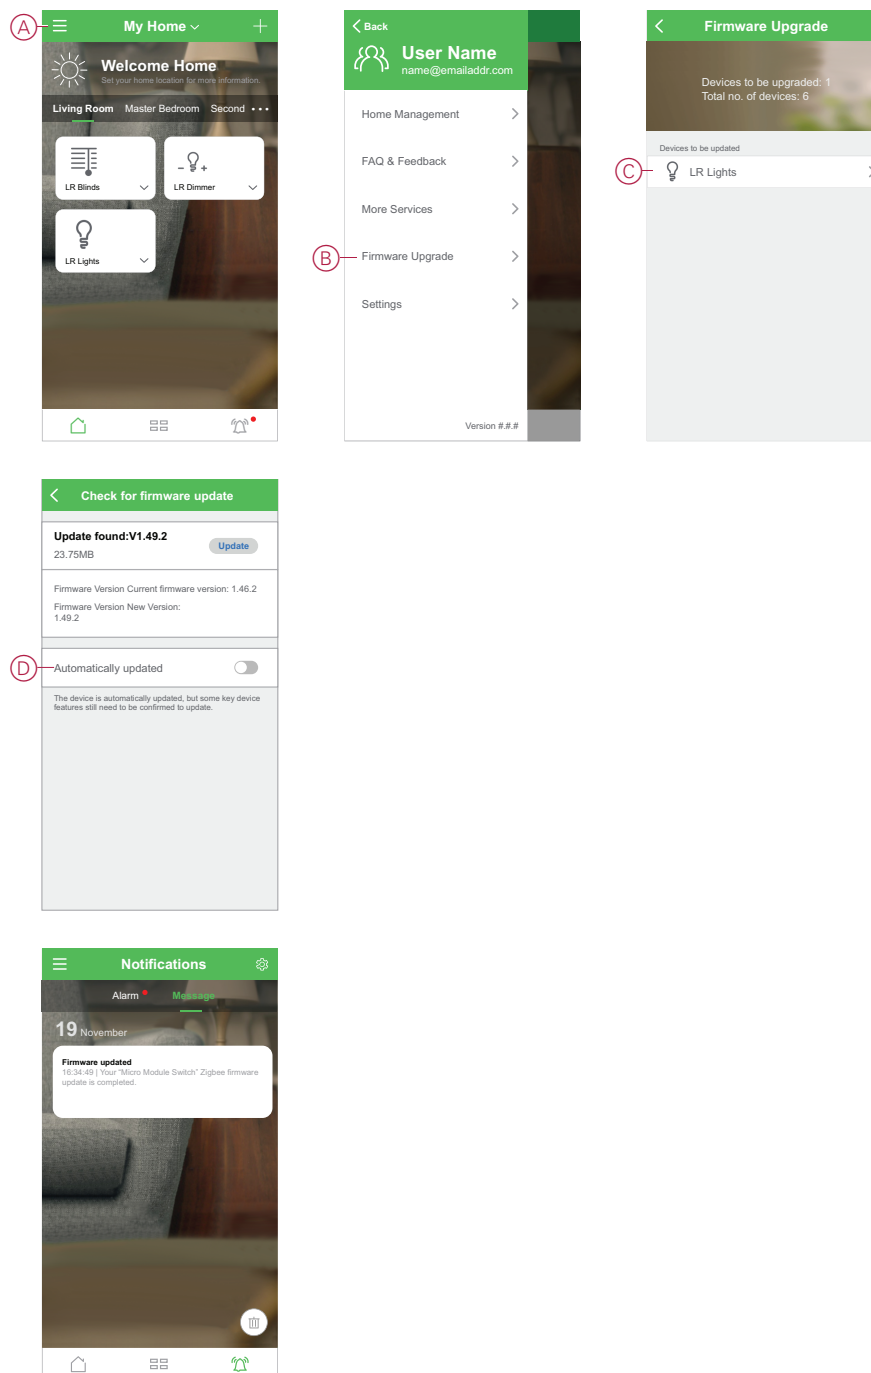 A
My Home
Welcome Home
Set your home location for more information.
Living Room Master Bedroom Second
LR Blinds
LR Dimmer
LR Lights
Back
User Name
name@emailaddr.com
Home Management
FAQ & Feedback
More Services
B
Firmware Upgrade
Settings
Version #.#.#
Firmware Upgrade
Devices to be upgraded: 1
Total no. of devices: 6
Devices to be updated
C
LR Lights
Check for firmware update
Update found:V1.49.2
23.75MB
Update
Firmware Version Current firmware version: 1.46.2
Firmware Version New Version:
1.49.2
D
Automatically updated
The device is automatically updated, but some key device
features still need to be confirmed to update.
Notifications
Alarm Message
19 November
Firmware updated
16:34:49 | Your “Micro Module Switch’ Zigbee firmware
update is completed.